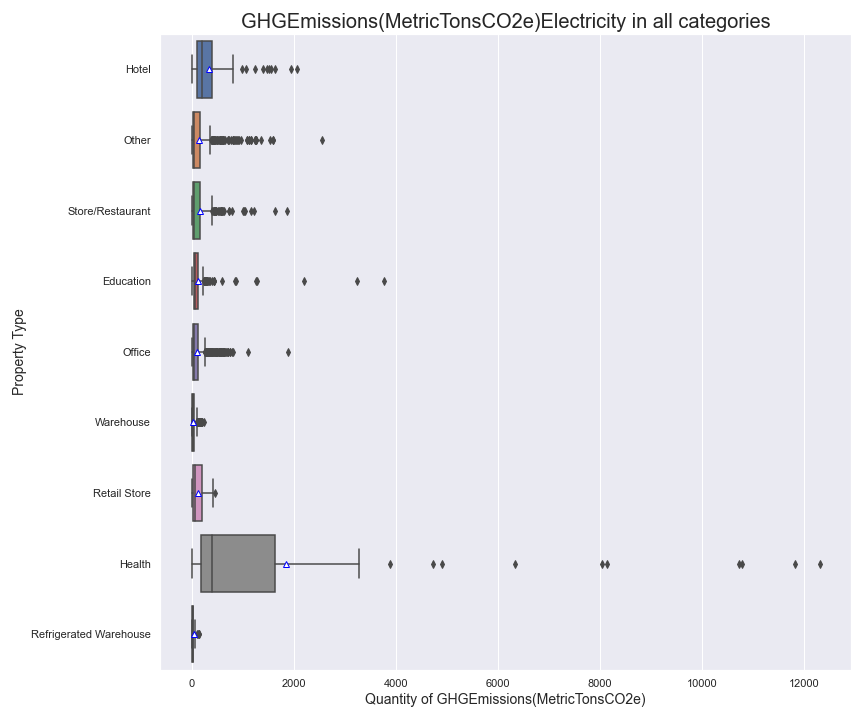 GHGEmissions(MetricTonsCO2e)Electricity in all categories
Property Type
Hotel
Other
Store/Restaurant
Education
Office
Warehouse
Retail Store
Health
Refrigerated Warehouse
0 2000 4000 6000 8000 10000 12000
Quantity of GHGEmissions(MetricTonsCO2e)